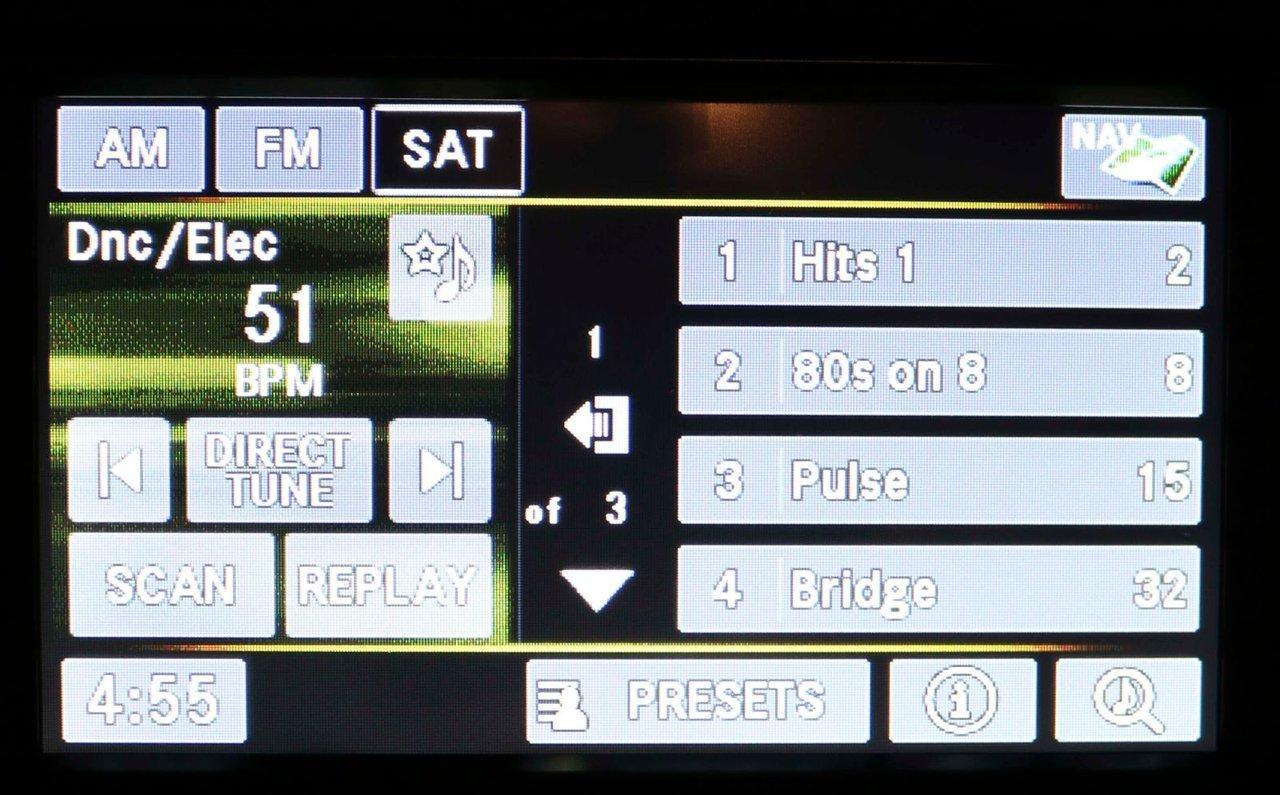 AM FM SAT NAV
Dnc/Elec
51
BPM
DIRECT
TUNE
SCAN REPLAY
1
of 3
1 Hits 1 2
2 80s on 8 8
3 Pulse 15
4 Bridge 32
4:55 PRESETS i